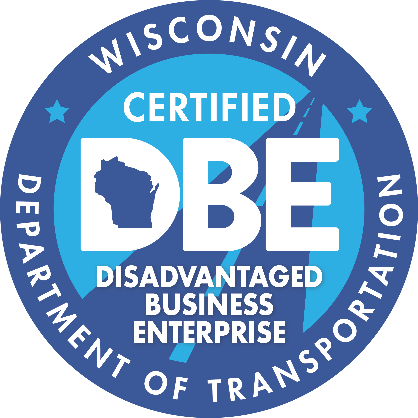 WISCONSIN
CERTIFIED
DBE
DISADVANTAGED
BUSINESS
ENTERPRISE
DEPARTMENT OF TRANSPORTATION